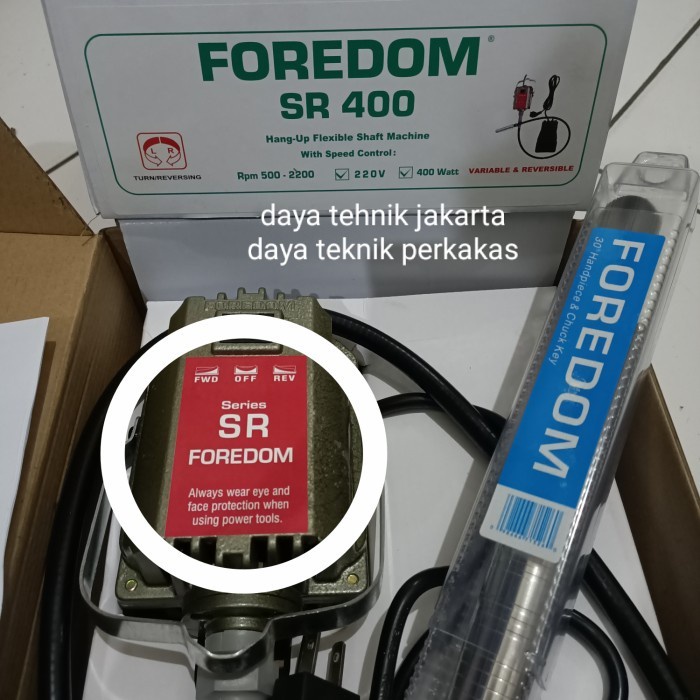 FOREDOM®
SR 400
Hang-Up Flexible Shaft Machine
With Speed Control:
Rpm 500 - 2200 220V 400 Watt
L R
TURN/REVERSING
VARIABLE & REVERSIBLE
daya tehnik jakarta
daya teknik perkakas
FOREDOM
30® Handpiece & Chuck Key
FWD OFF REV
Series
SR
FOREDOM
Always wear eye and
face protection when
using power tools.